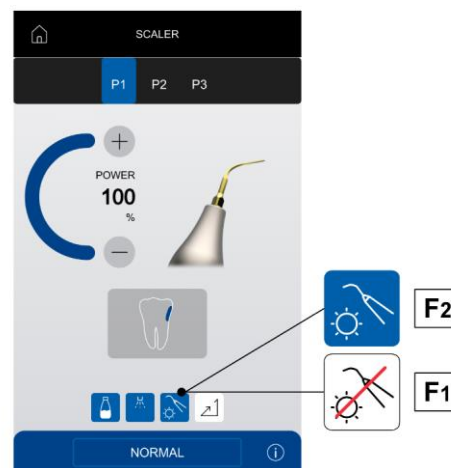 SCALER
P1 P2 P3
POWER
100
%
F2
F1
NORMAL